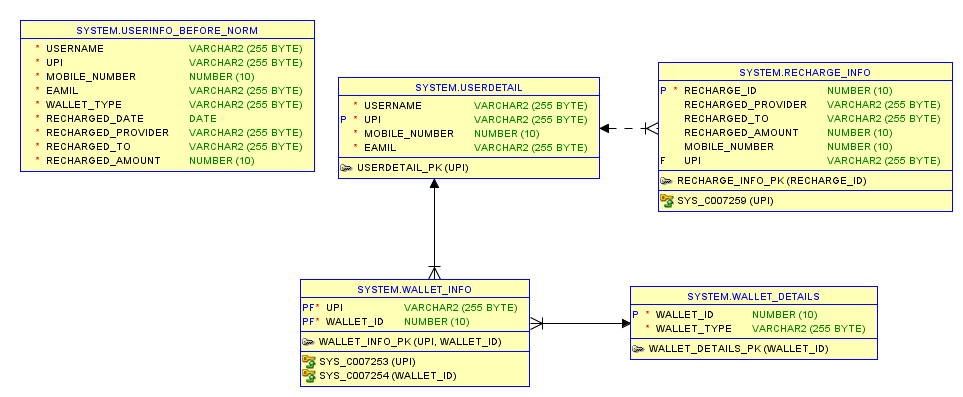 SYSTEM.USERINFO_BEFORE_NORM
* USERNAME VARCHAR2 (255 BYTE)
* UPI VARCHAR2 (255 BYTE)
* MOBILE_NUMBER NUMBER (10)
* EAMIL VARCHAR2 (255 BYTE)
* WALLET_TYPE VARCHAR2 (255 BYTE)
* RECHARGED_DATE DATE
* RECHARGED_PROVIDER VARCHAR2 (255 BYTE)
* RECHARGED_TO VARCHAR2 (255 BYTE)
* RECHARGED_AMOUNT NUMBER (10)
SYSTEM.USERDETAIL
* USERNAME VARCHAR2 (255 BYTE)
P * UPI VARCHAR2 (255 BYTE)
* MOBILE_NUMBER NUMBER (10)
* EAMIL VARCHAR2 (255 BYTE)
USERDETAIL_PK (UPI)
SYSTEM.RECHARGE_INFO
P * RECHARGE_ID NUMBER (10)
RECHARGED_PROVIDER VARCHAR2 (255 BYTE)
RECHARGED_TO VARCHAR2 (255 BYTE)
RECHARGED_AMOUNT NUMBER (10)
MOBILE_NUMBER NUMBER (10)
F UPI VARCHAR2 (255 BYTE)
RECHARGE_INFO_PK (RECHARGE_ID)
SYS_C007259 (UPI)
SYSTEM.WALLET_INFO
PF* UPI VARCHAR2 (255 BYTE)
PF* WALLET_ID NUMBER (10)
WALLET_INFO_PK (UPI, WALLET_ID)
SYS_C007253 (UPI)
SYS_C007254 (WALLET_ID)
SYSTEM.WALLET_DETAILS
P * WALLET_ID NUMBER (10)
* WALLET_TYPE VARCHAR2 (255 BYTE)
WALLET_DETAILS_PK (WALLET_ID)